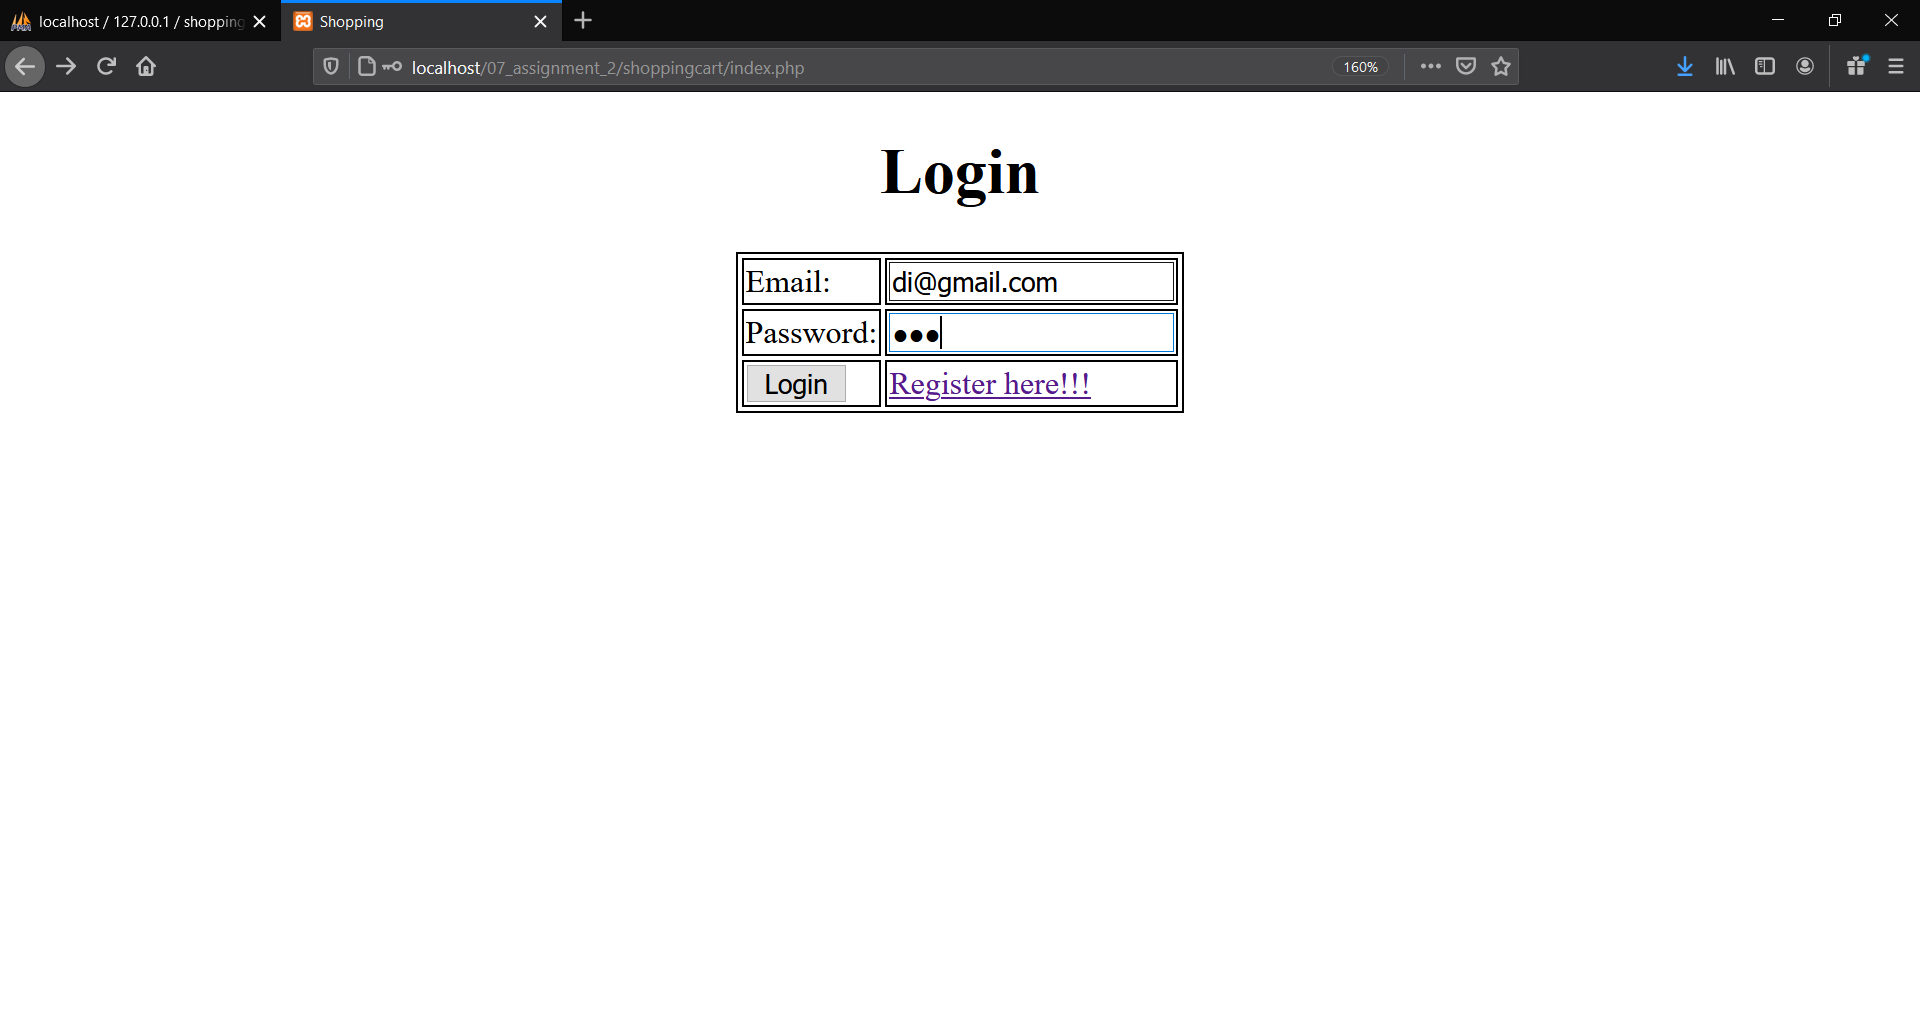 localhost / 127.0.0.1 / shopping
Shopping
localhost/07_assignment_2/shoppingcart/index.php
160%
Login
Email: di@gmail.com
Password: ●●●
Login Register here!!!